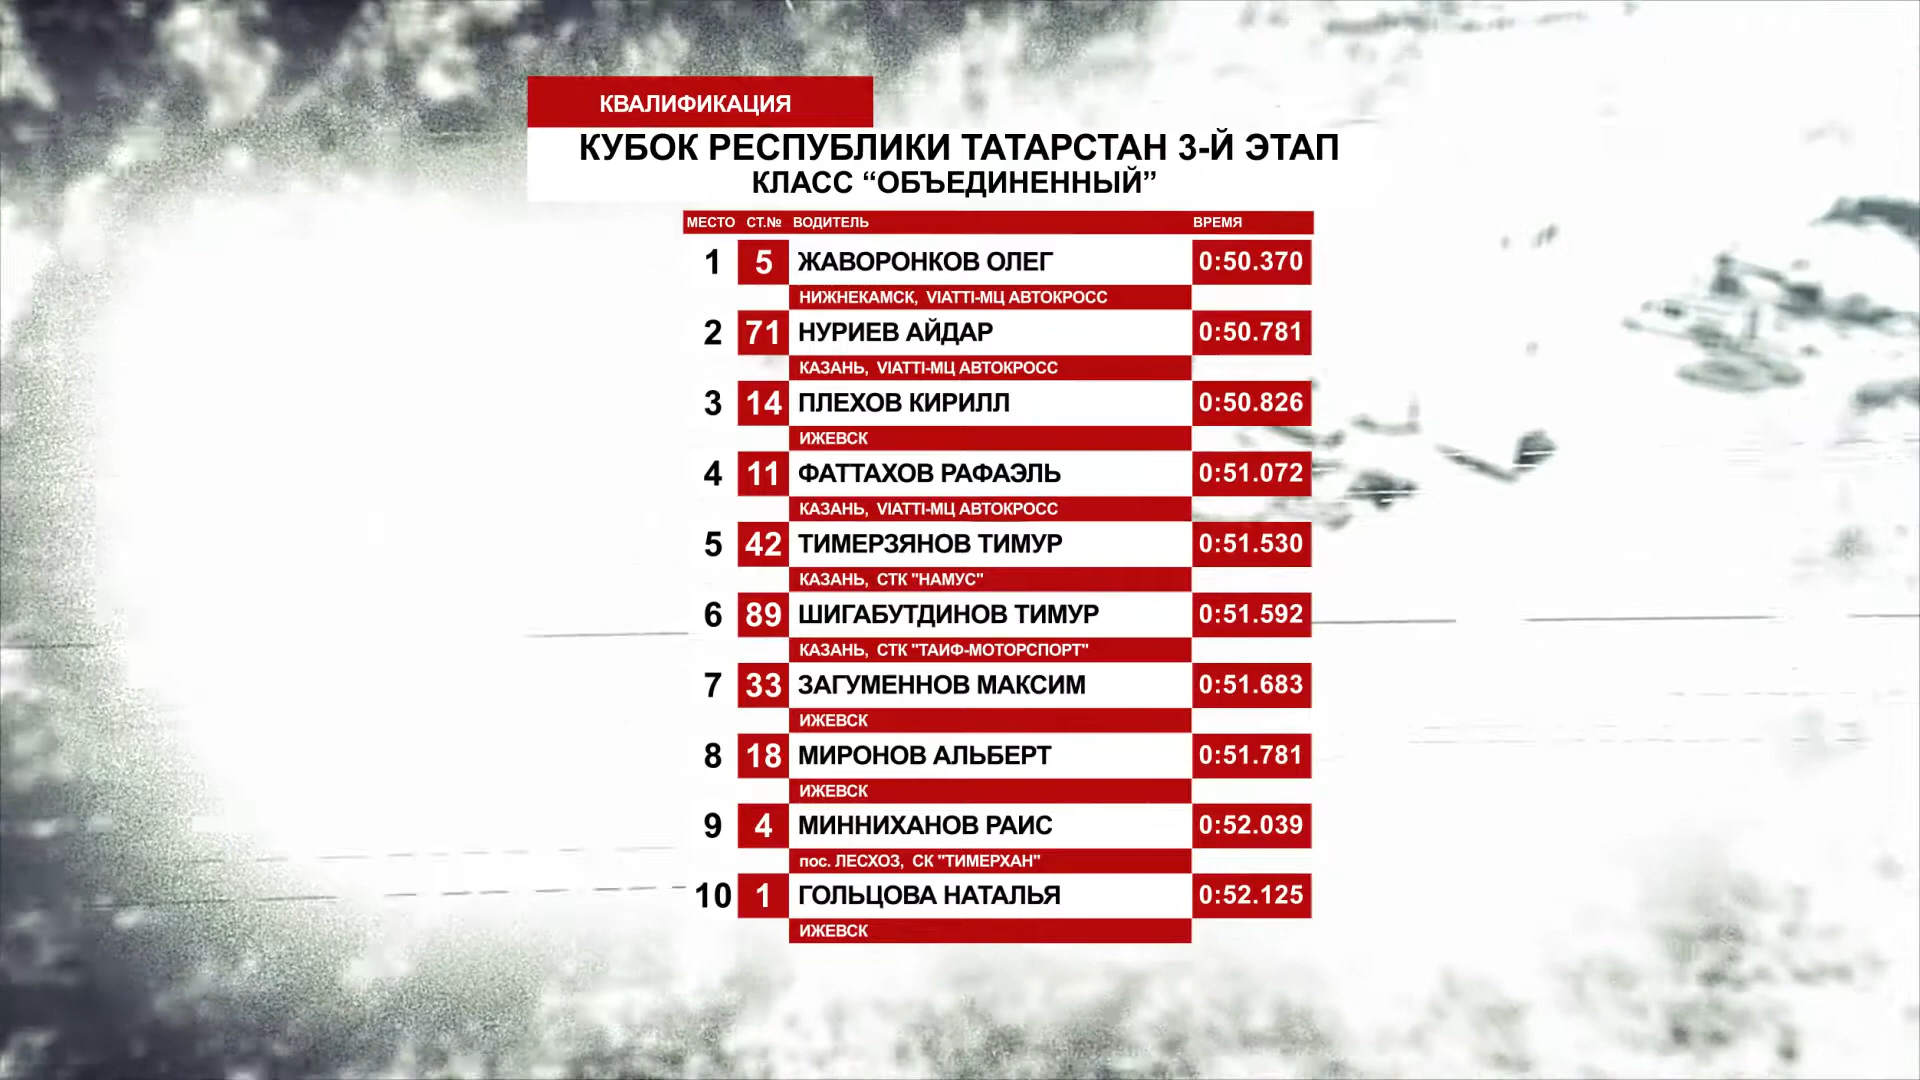 КВАЛИФИКАЦИЯ
КУБОК РЕСПУБЛИКИ ТАТАРСТАН 3-Й ЭТАП
КЛАСС “ОБЪЕДИНЕННЫЙ”
МЕСТО СТ.№ ВОДИТЕЛЬ ВРЕМЯ
1 5 ЖАВОРОНКОВ ОЛЕГ 0:50.370
НИЖНЕКАМСК, VIATTI-МЦ АВТОКРОСС
2 71 НУРИЕВ АЙДАР 0:50.781
КАЗАНЬ, VIATTI-МЦ АВТОКРОСС
3 14 ПЛЕХОВ КИРИЛЛ 0:50.826
ИЖЕВСК
4 11 ФАТТАХОВ РАФАЭЛЬ 0:51.072
КАЗАНЬ, VIATTI-МЦ АВТОКРОСС
5 42 ТИМЕРЗЯНОВ ТИМУР 0:51.530
КАЗАНЬ, СТК "НАМУС"
6 89 ШИГАБУТДИНОВ ТИМУР 0:51.592
КАЗАНЬ, СТК "ТАИФ-МОТОРСПОРТ"
7 33 ЗАГУМЕННОВ МАКСИМ 0:51.683
ИЖЕВСК
8 18 МИРОНОВ АЛЬБЕРТ 0:51.781
ИЖЕВСК
9 4 МИННИХАНОВ РАИС 0:52.039
пос. ЛЕСХОЗ, СК "ТИМЕРХАН"
10 1 ГОЛЬЦОВА НАТАЛЬЯ 0:52.125
ИЖЕВСК